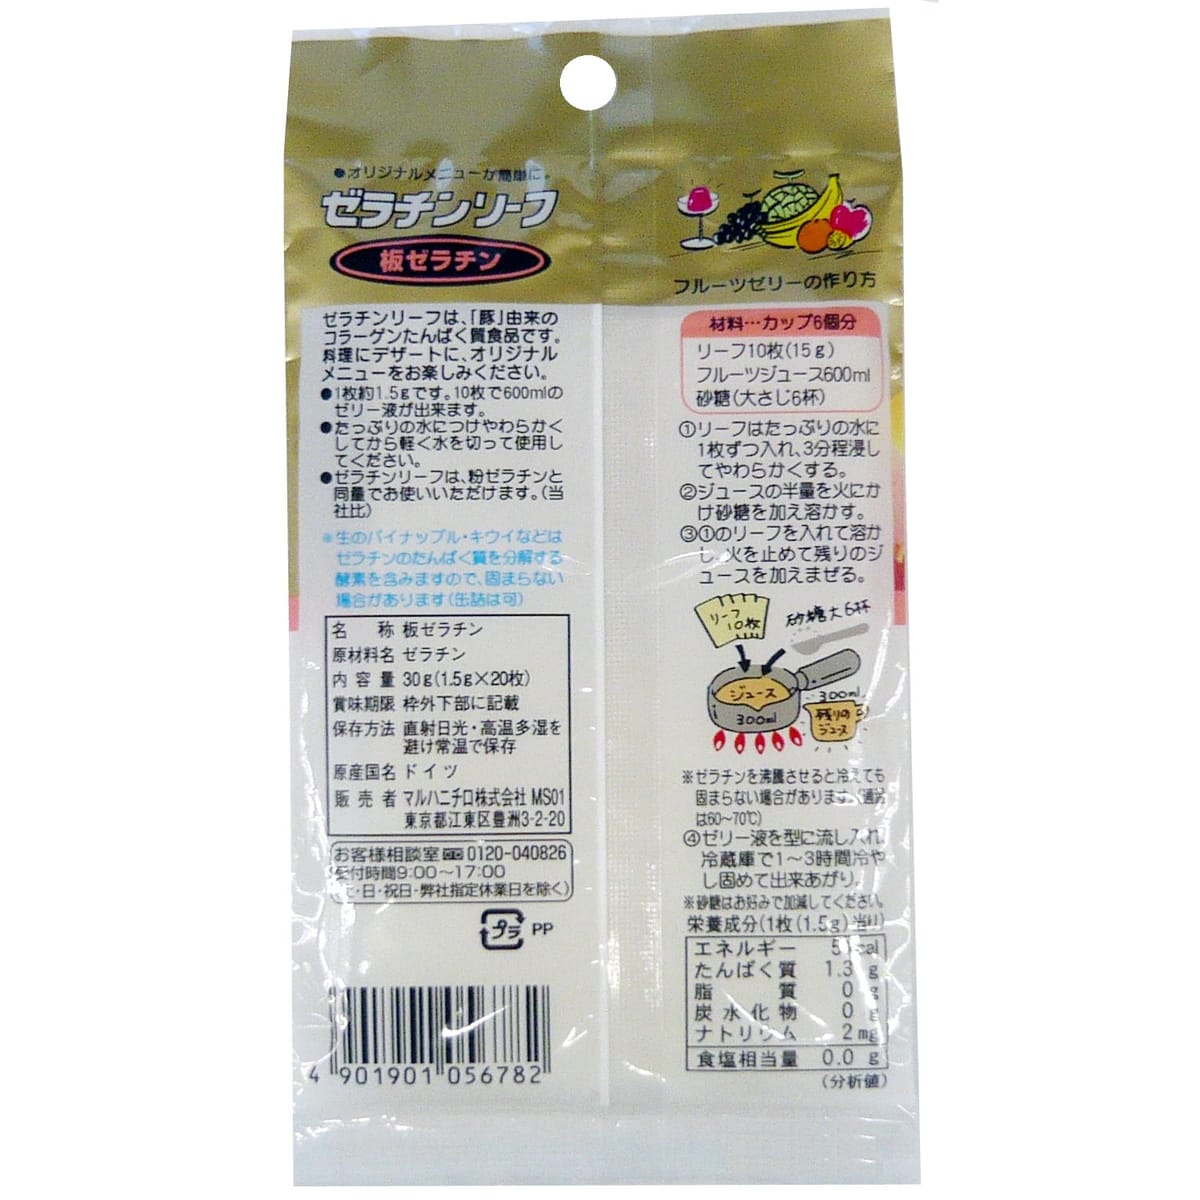 ●オリジナルメニューが簡単に。
ゼラチンリーフ
板ゼラチン
ゼラチンリーフは、「豚」由来の
コラーゲンたんぱく質食品です。
料理にデザートに、オリジナル
メニューをお楽しみください。
●1枚約1.5gです。10枚で600mlの
ゼリー液が出来ます。
●たっぷりの水につけやわらかく
してから軽く水を切って使用し
てください。
●ゼラチンリーフは、粉ゼラチンと
同量でお使いいただけます。(当
社比)
※生のパイナップル・キウイなどは
ゼラチンのたんぱく質を分解する
酵素を含みますので、固まらない
場合があります(缶詰は可)
名 称 板ゼラチン
原材料名 ゼラチン
内容量 30g(1.5g×20枚)
賞味期限 枠外下部に記載
保存方法 直射日光・高温多湿を
避け常温で保存
原産国名 ドイツ
販売者 マルハニチロ株式会社 MS01
東京都江東区豊洲3-2-20
お客様相談室 0120-040826
受付時間9:00〜17:00
(土・日・祝日・弊社指定休業日を除く)
プラ PP
4 901901 056782
フルーツゼリーの作り方
材料…カップ6個分
リーフ10枚(15g)
フルーツジュース600ml
砂糖(大さじ6杯)
①リーフはたっぷりの水に
1枚ずつ入れ、3分程浸し
てやわらかくする。
②ジュースの半量を火にか
け砂糖を加え溶かす。
③①のリーフを入れて溶か
し、火を止めて残りのジ
ュースを加えまぜる。
リーフ
10枚
砂糖大6杯
ジュース
300ml
300ml
残りの
ジュース
※ゼラチンを沸騰させると冷えても
固まらない場合があります。(適温
は60〜70℃)
④ゼリー液を型に流し入れ、
冷蔵庫で1〜3時間冷や
し固めて出来あがり。
※砂糖はお好みで加減してください。
栄養成分(1枚(1.5g)当り)
エネルギー 5kcal
たんぱく質 1.3g
脂質 0g
炭水化物 0g
ナトリウム 2mg
食塩相当量 0.0g
(分析値)